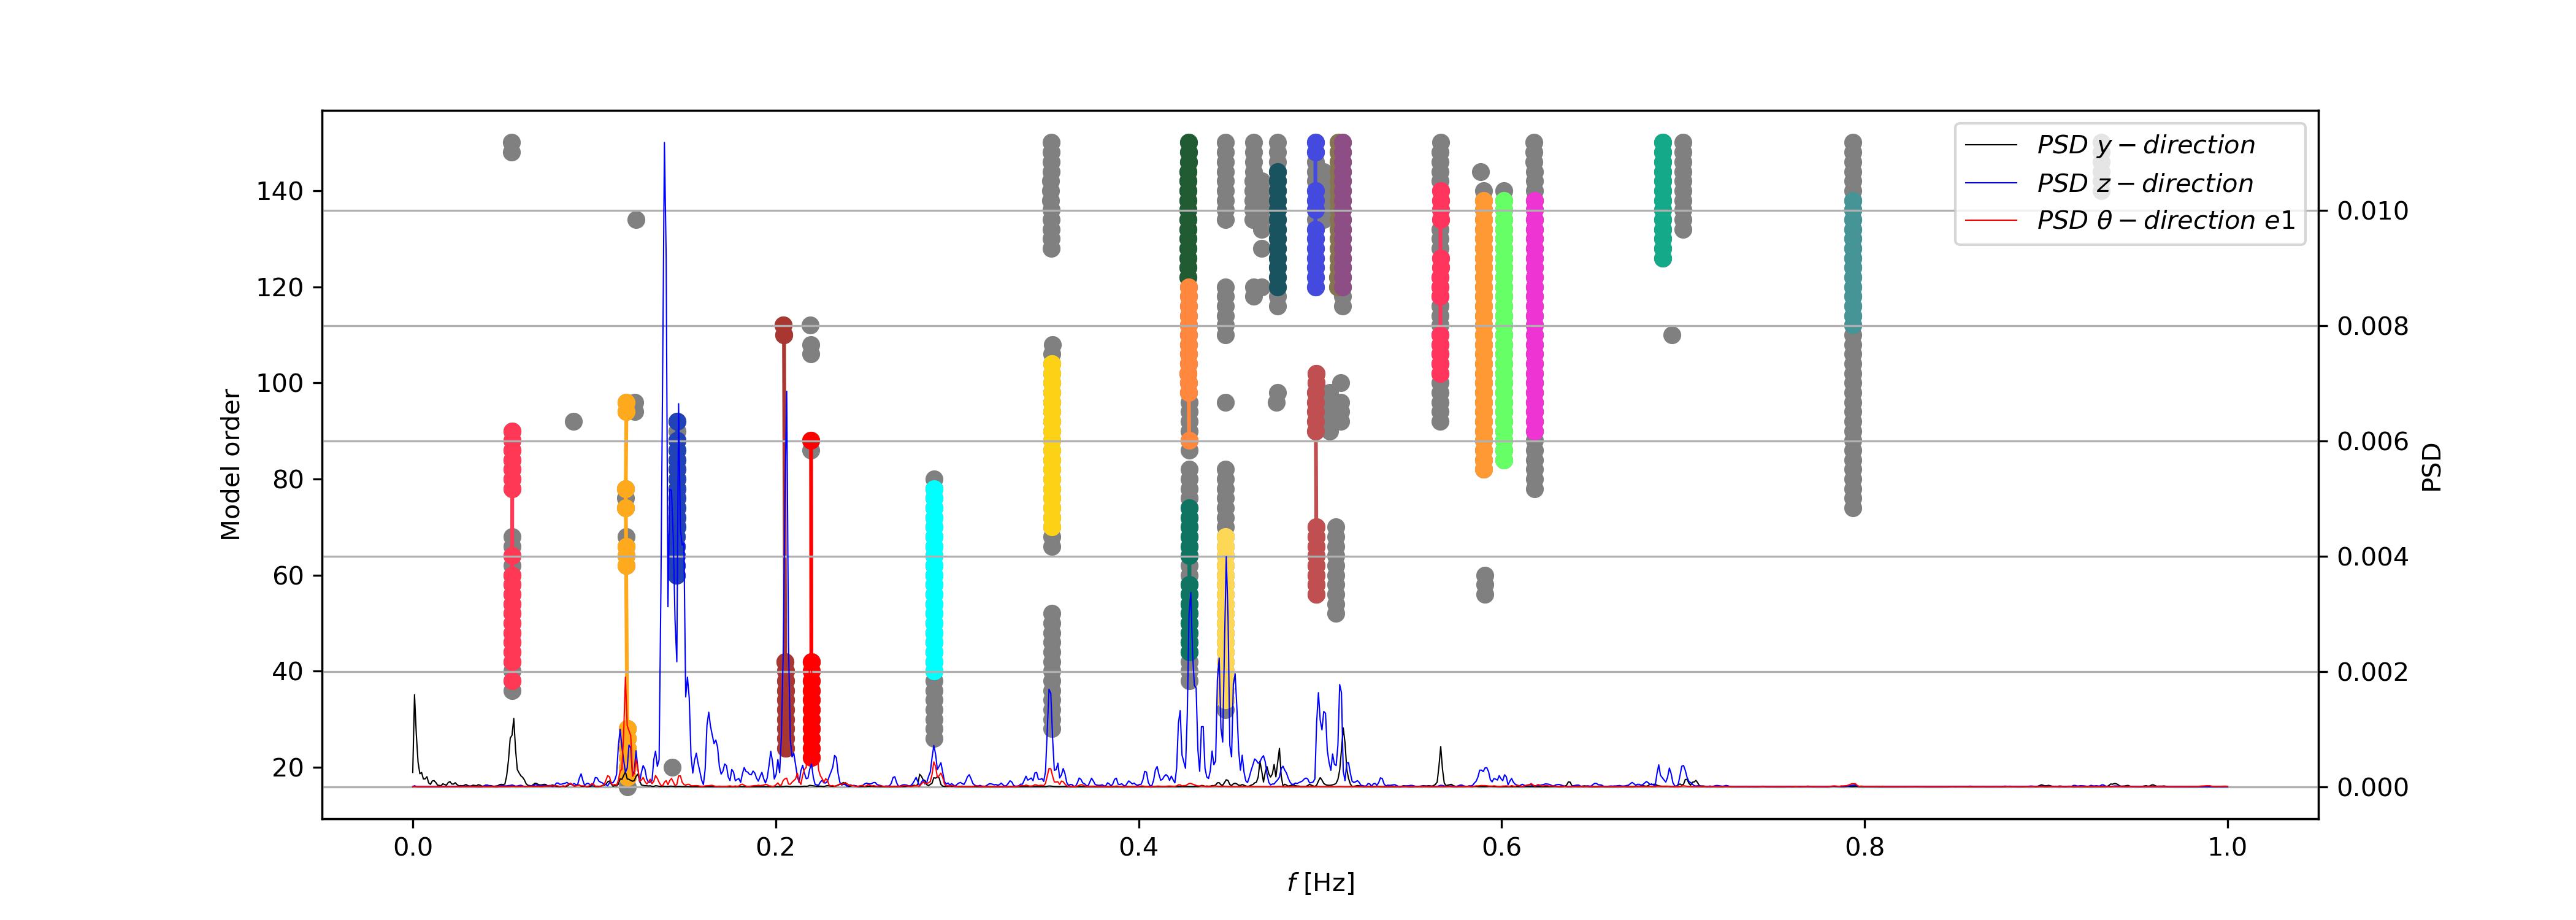 PSD y − direction
PSD z − direction
PSD θ − direction e1
140
120
100
80
60
40
20
Model order
0.010
0.008
0.006
0.004
0.002
0.000
PSD
0.0 0.2 0.4 0.6 0.8 1.0
f [Hz]